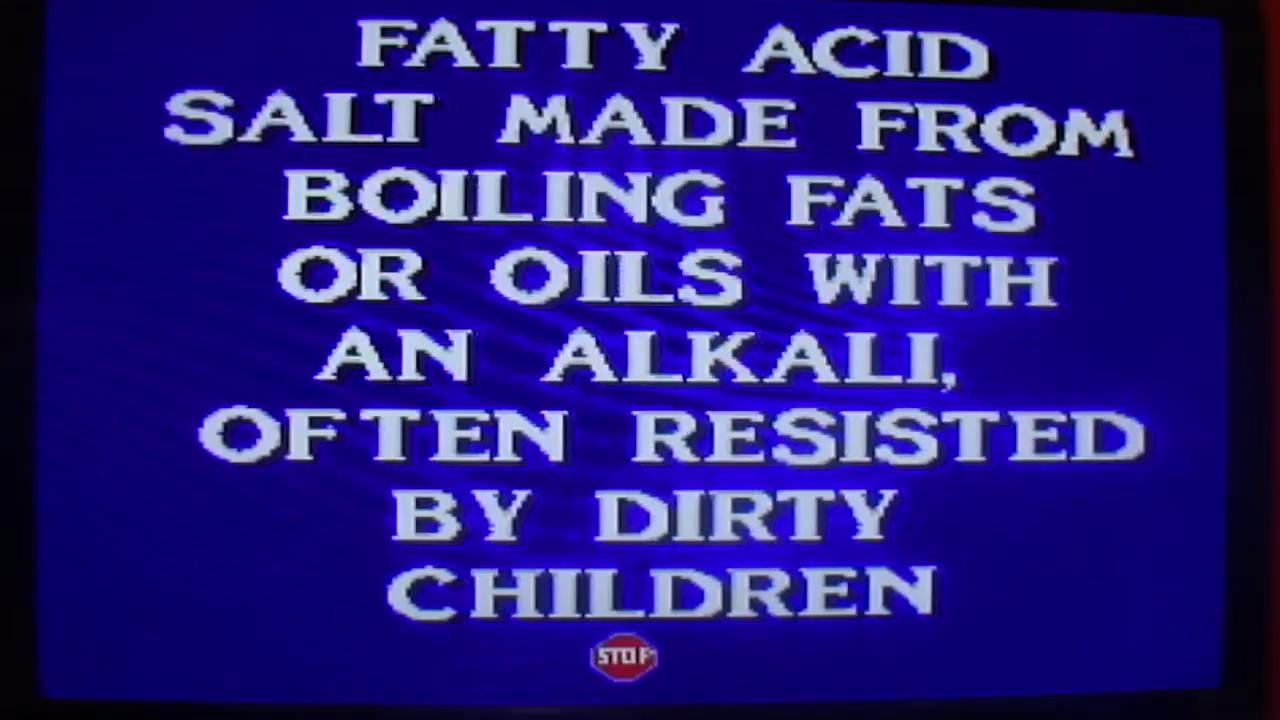 FATTY ACID
SALT MADE FROM
BOILING FATS
OR OILS WITH
AN ALKALI,
OFTEN RESISTED
BY DIRTY
CHILDREN
STOP